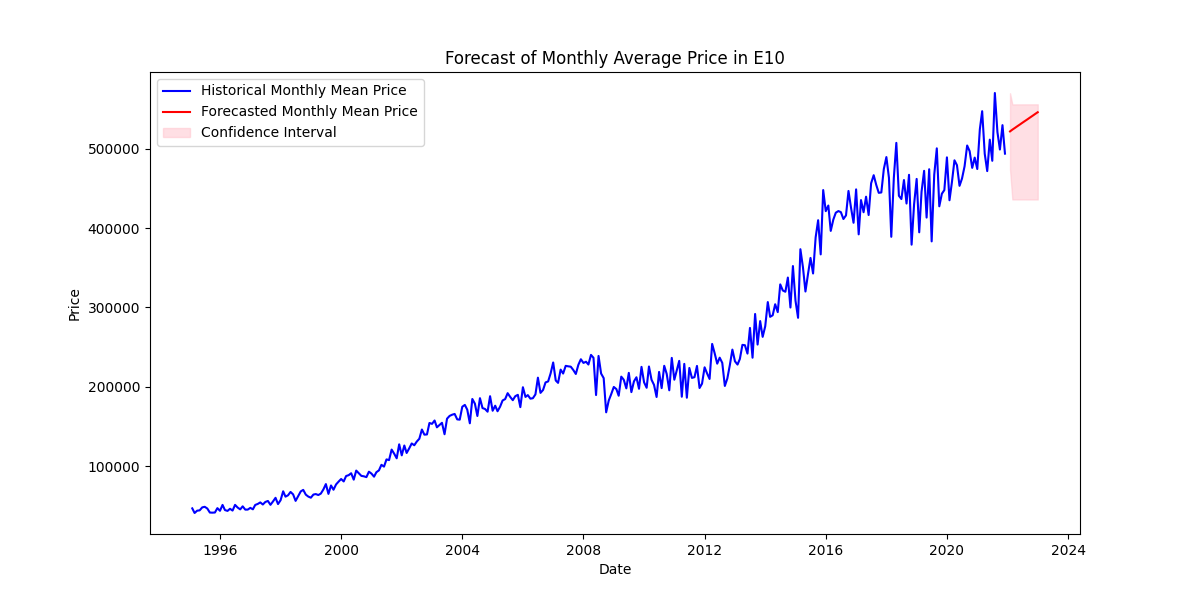 Forecast of Monthly Average Price in E10
Historical Monthly Mean Price
Forecasted Monthly Mean Price
Confidence Interval
500000
400000
300000
200000
100000
Price
1996 2000 2004 2008 2012 2016 2020 2024
Date